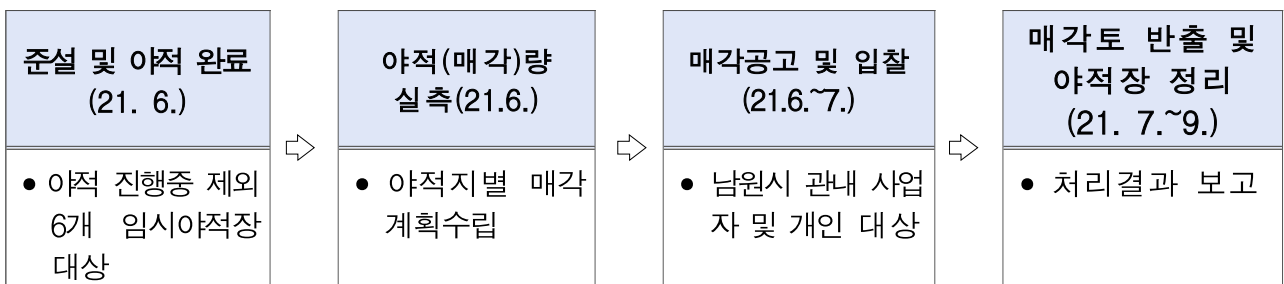 준설 및 야적 완료
(21. 6.)
● 야적 진행중 제외
6개 임시야적장
대상
야적(매각)량
실측(21.6.)
● 야적지별 매각
계획수립
매각공고 및 입찰
(21.6.~7.)
● 남원시 관내 사업
자 및 개인 대상
매각토 반출 및
야적장 정리
(21. 7.~9.)
● 처리결과 보고